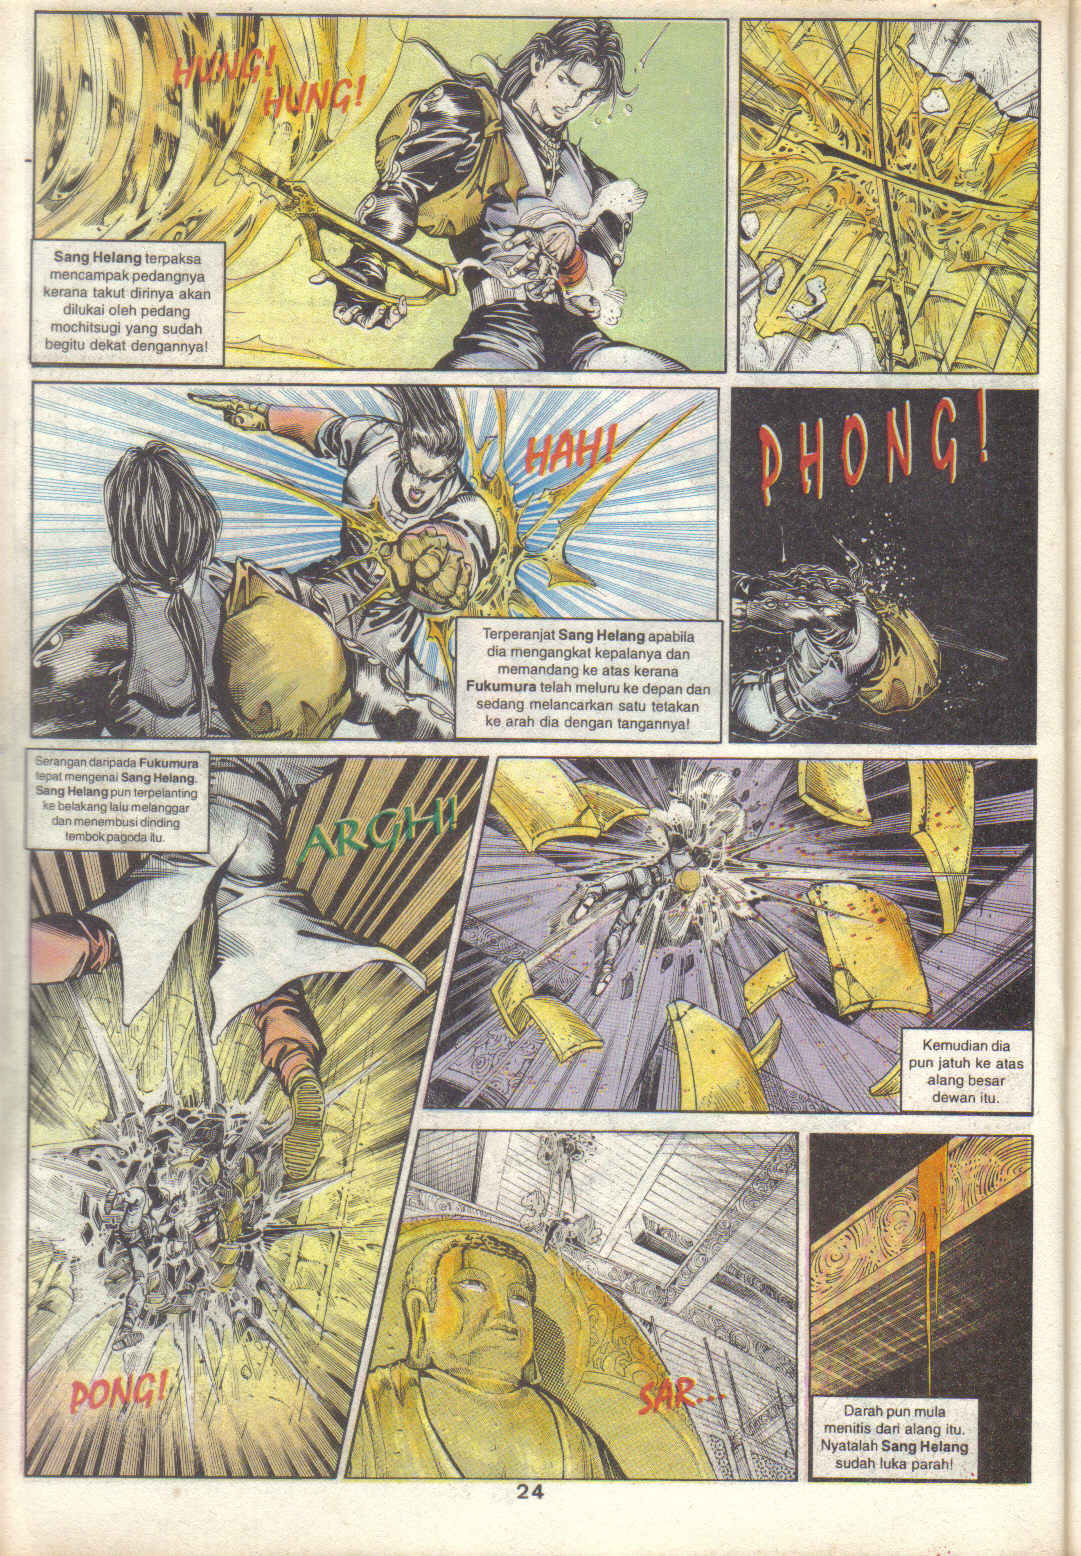 HUNG!
HUNG!
Sang Helang terpaksa
mencampak pedangnya
kerana takut dirinya akan
dilukai oleh pedang
mochitsugi yang sudah
begitu dekat dengannya!
HAH!
Terperanjat Sang Helang apabila
dia mengangkat kepalanya dan
memandang ke atas kerana
Fukumura telah meluru ke depan dan
sedang melancarkan satu tetakan
ke arah dia dengan tangannya!
PHONG!
Serangan daripada Fukumura
tepat mengenai Sang Helang.
Sang Helang pun terpelanting
ke belakang lalu melanggar
dan menembusi dinding
tembok pagoda itu.
ARGH!
PONG!
Kemudian dia
pun jatuh ke atas
alang besar
dewan itu.
SAR...
Darah pun mula
menitis dari alang itu.
Nyatalah Sang Helang
sudah luka parah!
24